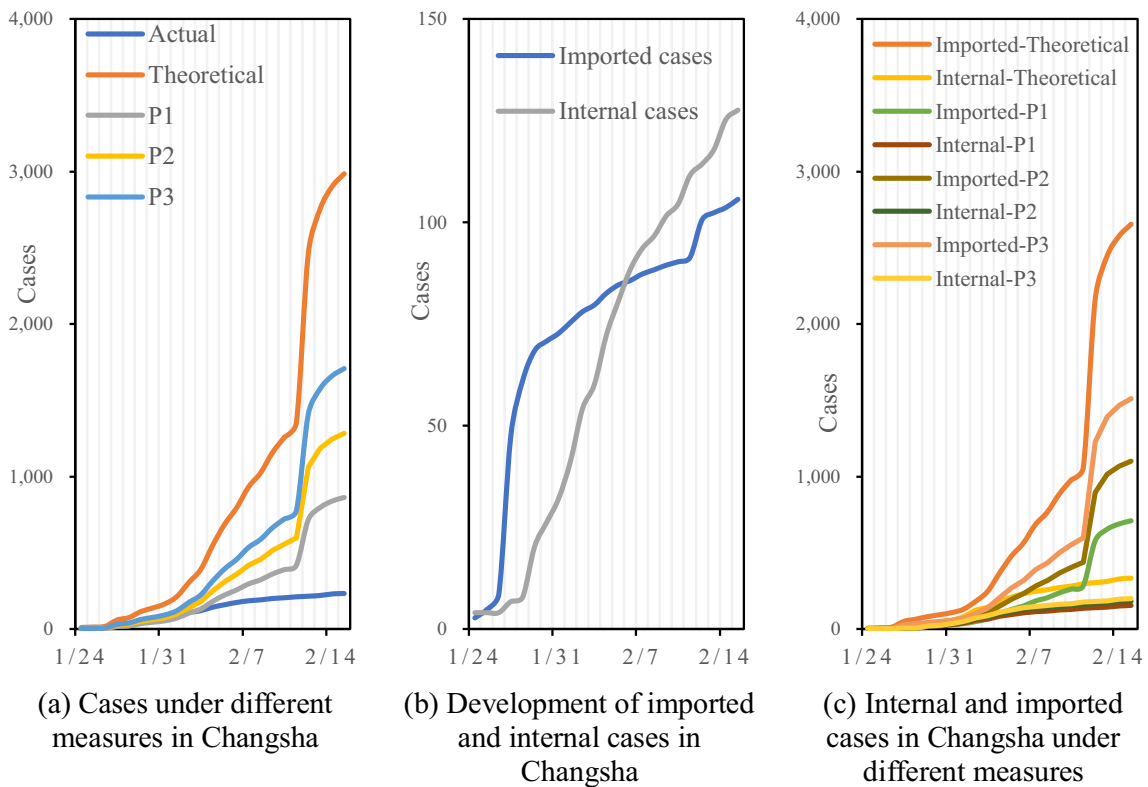 4,000
3,000
2,000
1,000
0
Cases
Actual
Theoretical
P1
P2
P3
1/24
1/31
2/7
2/14
(a) Cases under different
measures in Changsha
150
100
50
0
Cases
Imported cases
Internal cases
1/24
1/31
2/7
2/14
(b) Development of imported
and internal cases in
Changsha
4,000
3,000
2,000
1,000
0
Cases
Imported-Theoretical
Internal-Theoretical
Imported-P1
Internal-P1
Imported-P2
Internal-P2
Imported-P3
Internal-P3
1/24
1/31
2/7
2/14
(c) Internal and imported
cases in Changsha under
different measures